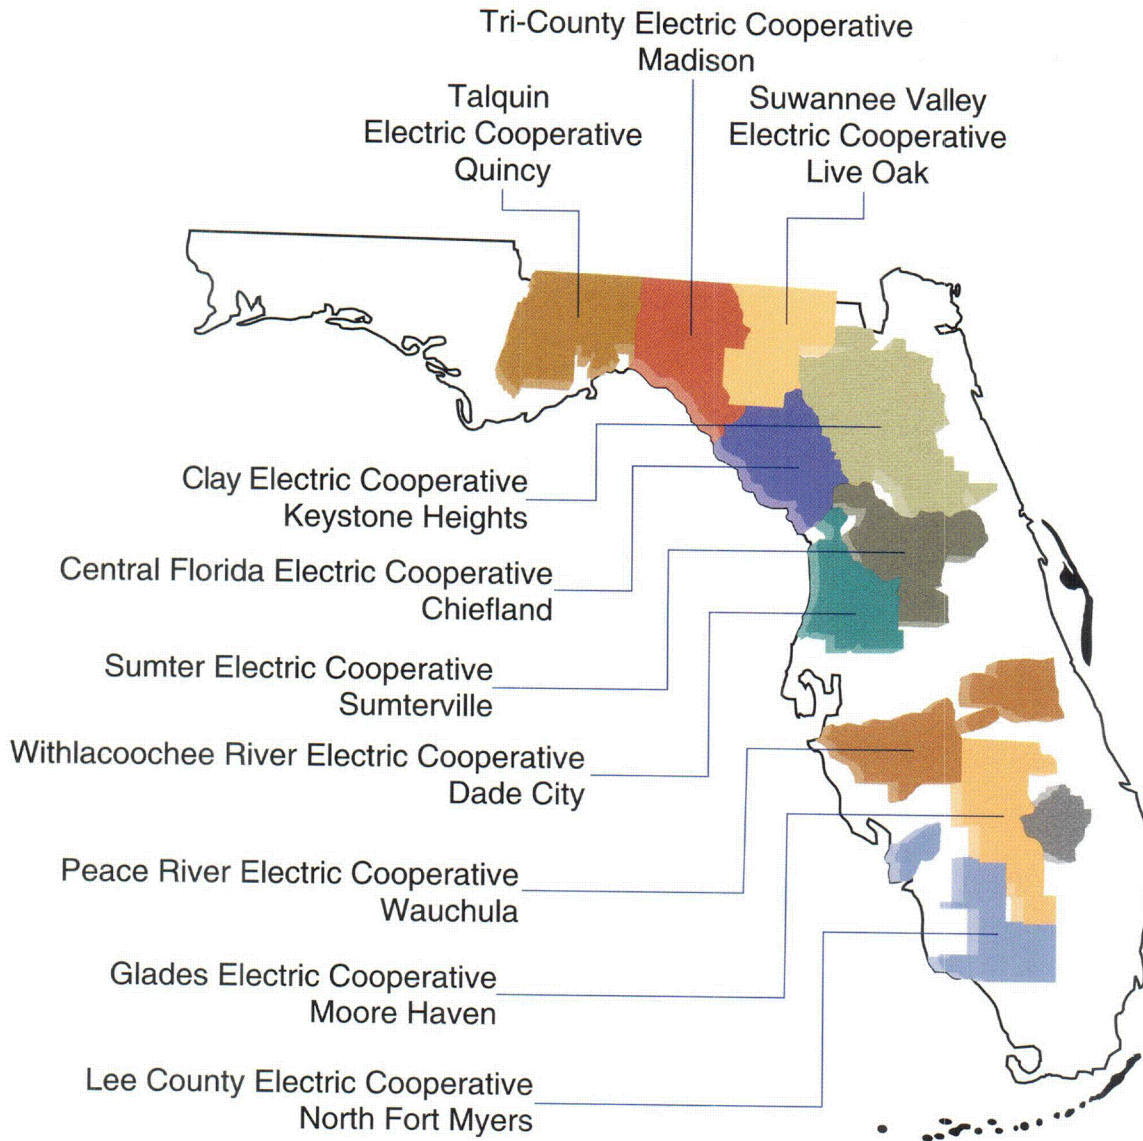 Tri-County Electric Cooperative
Madison
Talquin
Electric Cooperative
Quincy
Suwannee Valley
Electric Cooperative
Live Oak
Clay Electric Cooperative
Keystone Heights
Central Florida Electric Cooperative
Chiefland
Sumter Electric Cooperative
Sumterville
Withlacoochee River Electric Cooperative
Dade City
Peace River Electric Cooperative
Wauchula
Glades Electric Cooperative
Moore Haven
Lee County Electric Cooperative
North Fort Myers